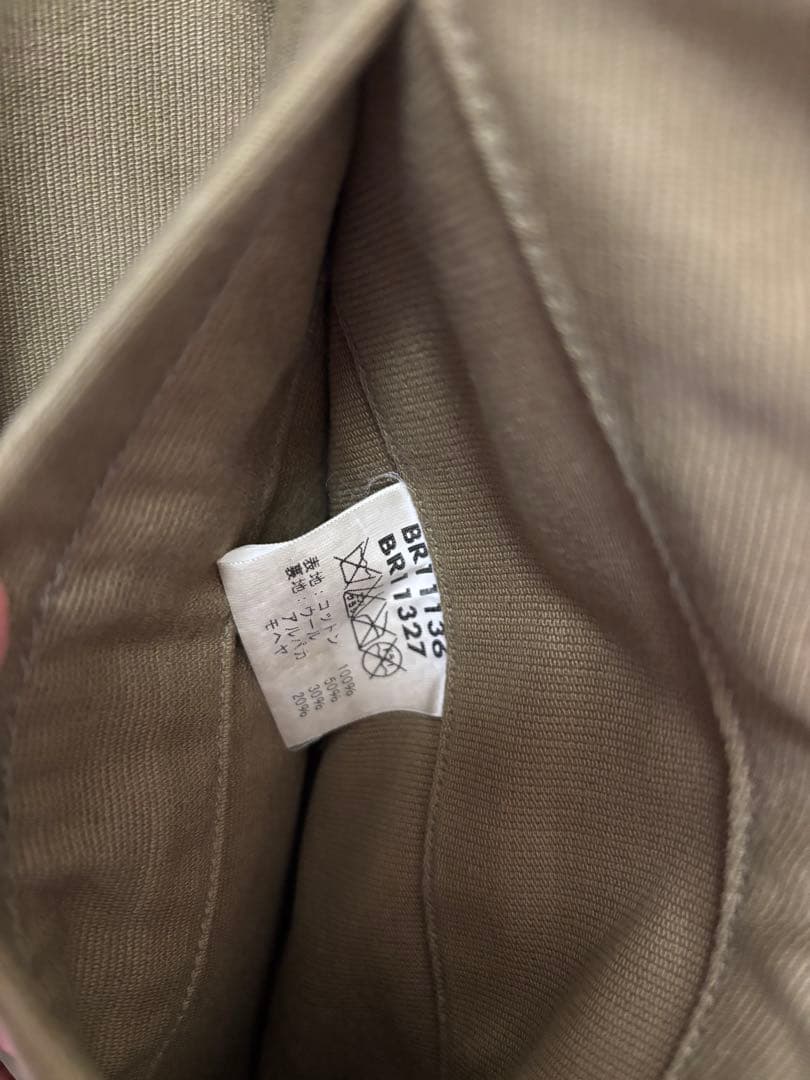 BR11136
BR11327
表地：コットン 100%
裏地：ウール 50%
アルパカ 30%
モヘヤ 20%